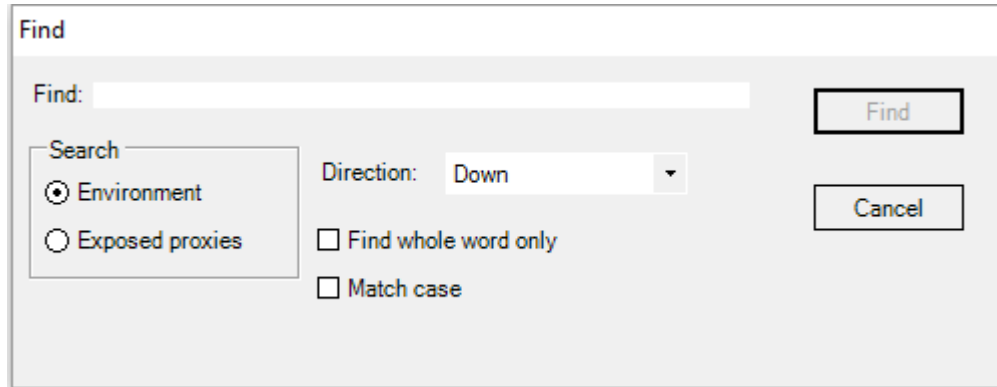 Find
Find:
Find
Search
Environment
Exposed proxies
Direction:
Down
Find whole word only
Match case
Cancel